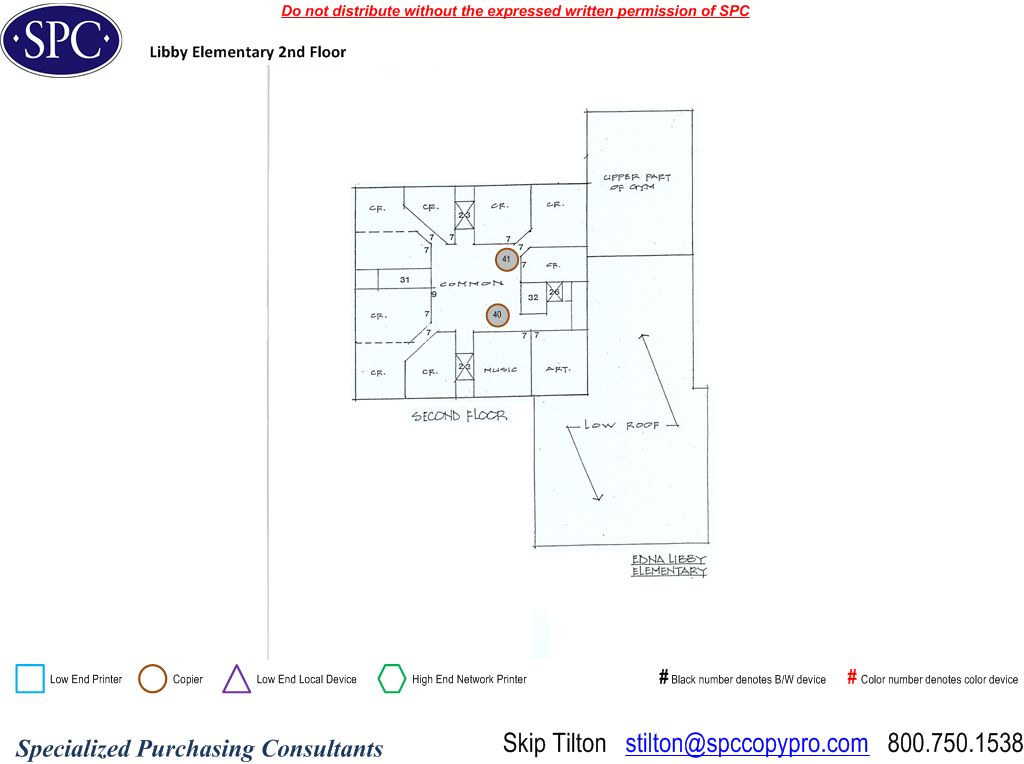 Do not distribute without the expressed written permission of SPC
SPC
Libby Elementary 2nd Floor
UPPER PART
OF GYM
CR.
CR.
23
CR.
CR.
7
7
7
7
7
41
7
CR.
31
COMMON
9
32
26
CR.
7
40
7
7
7
CR.
CR.
23
MUSIC
ART.
SECOND FLOOR
LOW ROOF
EDNA LIBBY
ELEMENTARY
Low End Printer
Copier
Low End Local Device
High End Network Printer
# Black number denotes B/W device
# Color number denotes color device
Specialized Purchasing Consultants
Skip Tilton stilton@spccopypro.com 800.750.1538